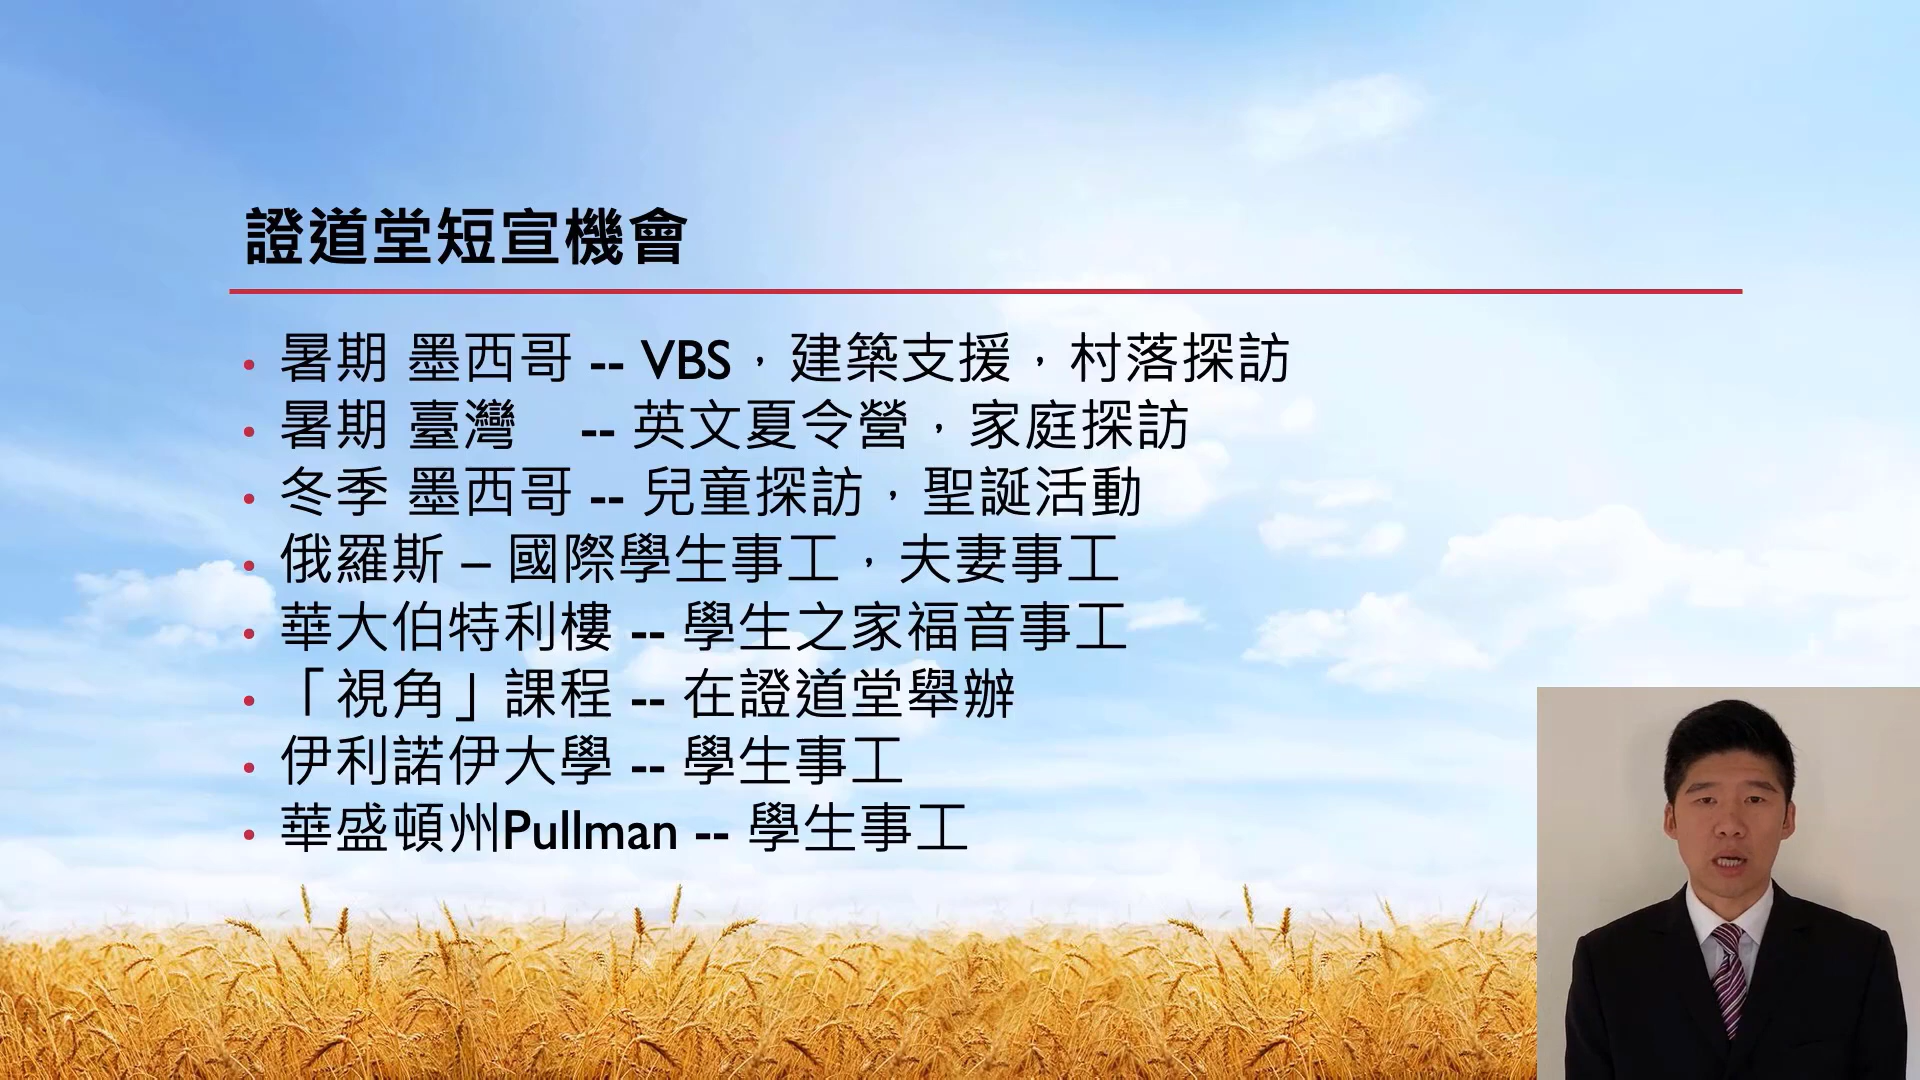 證道堂短宣機會
• 暑期 墨西哥 -- VBS，建築支援，村落探訪
• 暑期 臺灣 -- 英文夏令營，家庭探訪
• 冬季 墨西哥 -- 兒童探訪，聖誕活動
• 俄羅斯 – 國際學生事工，夫妻事工
• 華大伯特利樓 -- 學生之家福音事工
• 「視角」課程 -- 在證道堂舉辦
• 伊利諾伊大學 -- 學生事工
• 華盛頓州Pullman -- 學生事工